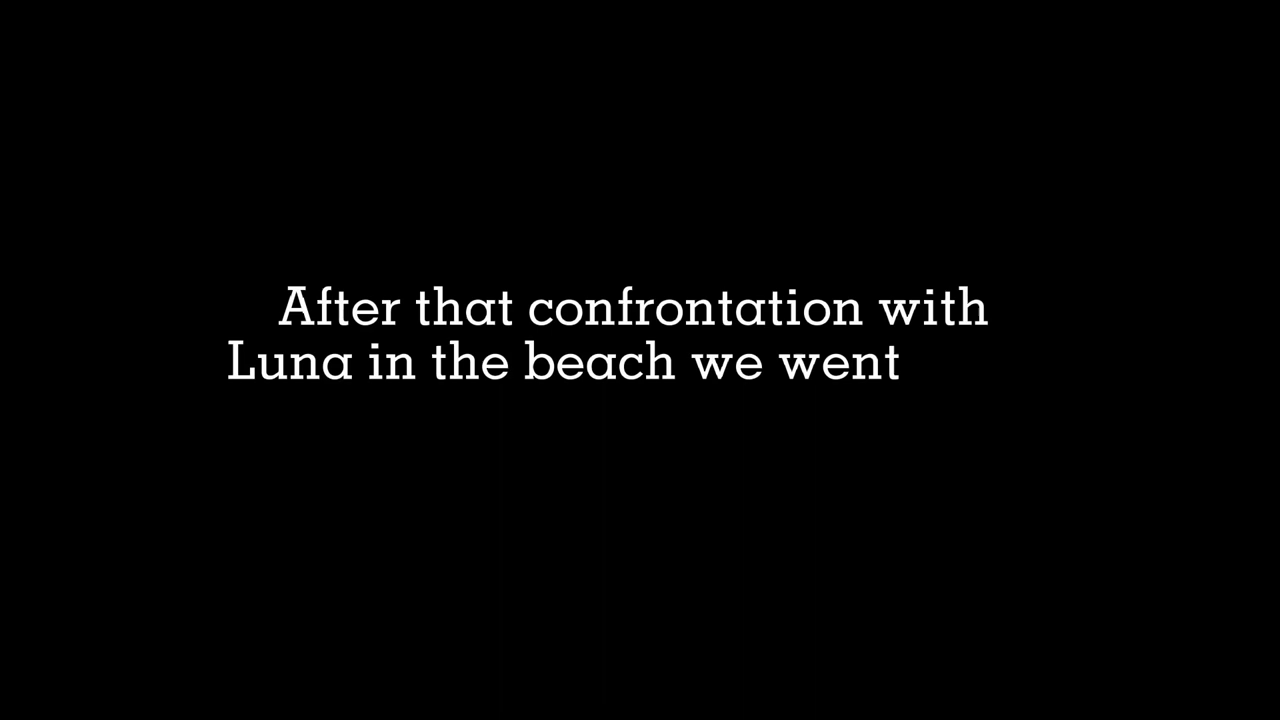 After that confrontation with
Luna in the beach we went